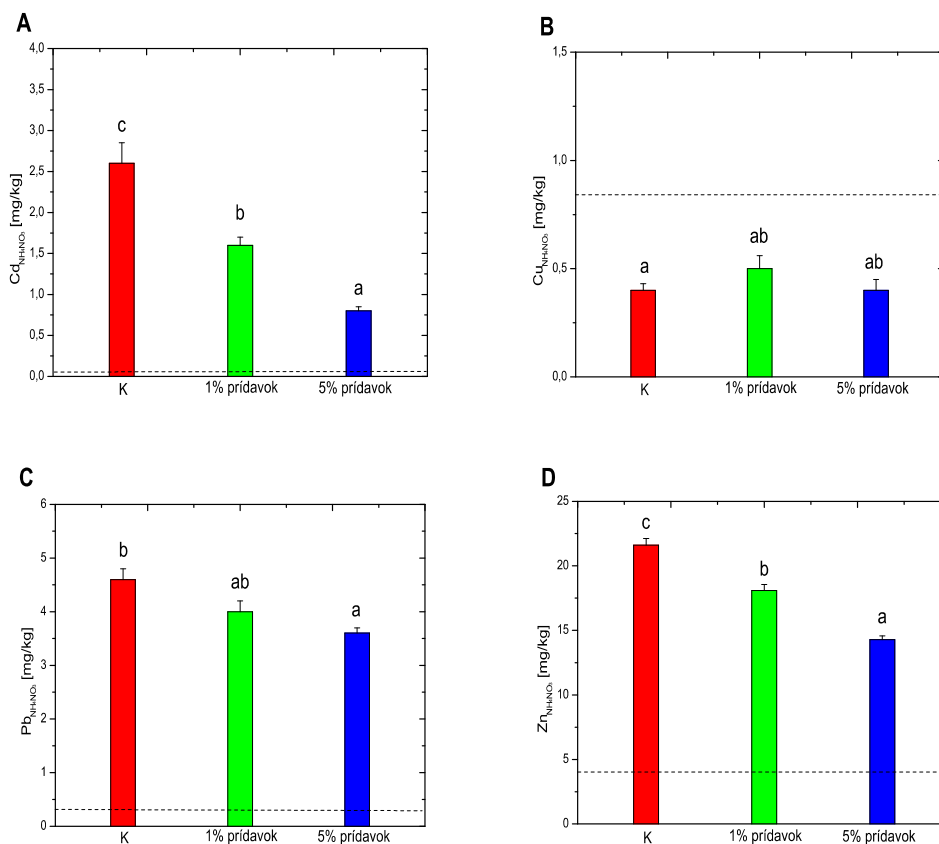 A
Cd NH₄NO₃ [mg/kg]
4,0
3,5
3,0
2,5
2,0
1,5
1,0
0,5
0,0
c
b
a
K
1% prídavok
5% prídavok
B
Cu NH₄NO₃ [mg/kg]
1,5
1,0
0,5
0,0
a
ab
ab
K
1% prídavok
5% prídavok
C
Pb NH₄NO₃ [mg/kg]
6
5
4
3
2
1
0
b
ab
a
K
1% prídavok
5% prídavok
D
Zn NH₄NO₃ [mg/kg]
25
20
15
10
5
0
c
b
a
K
1% prídavok
5% prídavok